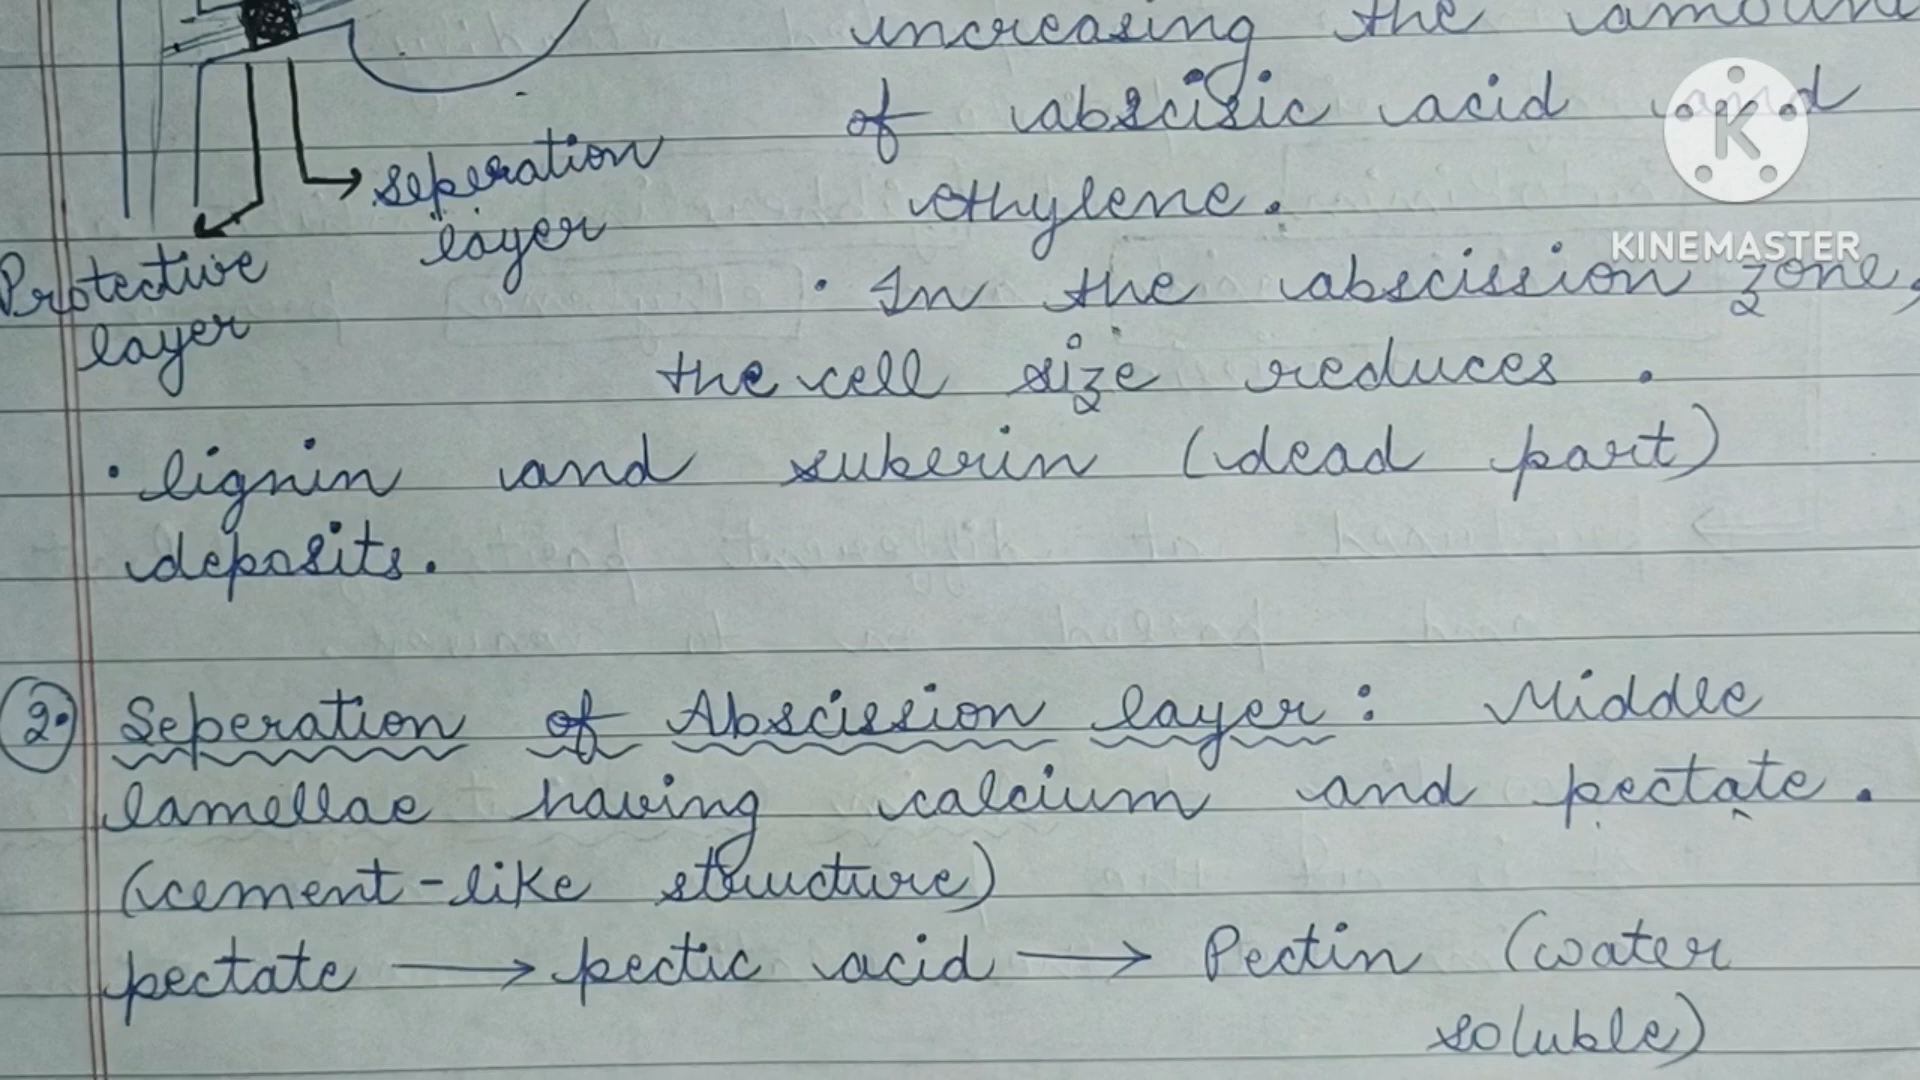 increasing the amount
of abscisic acid and
ethylene.
KINEMASTER
seperation
layer
Protective
layer
• In the abscission zone,
the cell size reduces.
• lignin and suberin (dead part)
deposits.
2. Seperation of Abscission layer: Middle
lamellae having calcium and pectate.
(cement-like structure)
pectate → pectic acid → Pectin (water
soluble)